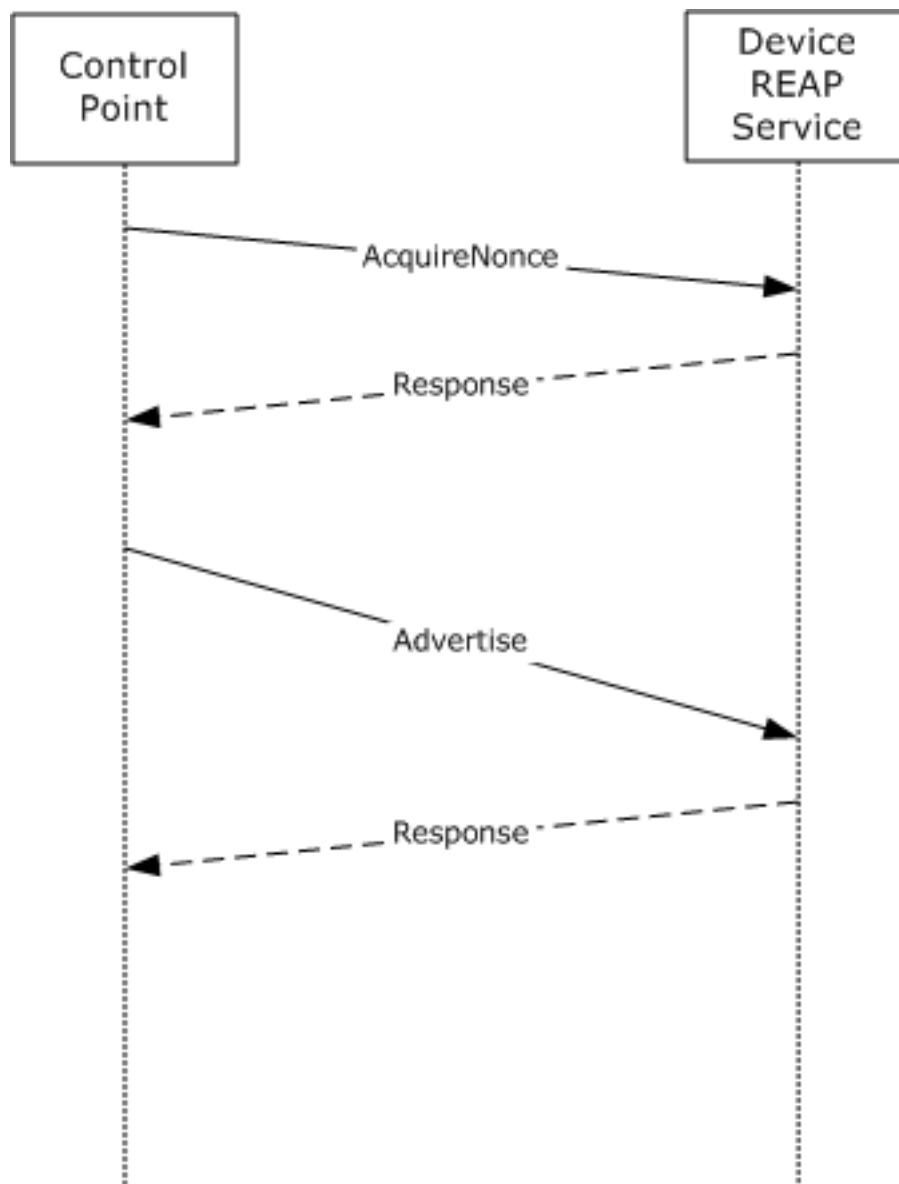 Control
Point
Device
REAP
Service
AcquireNonce
Response
Advertise
Response